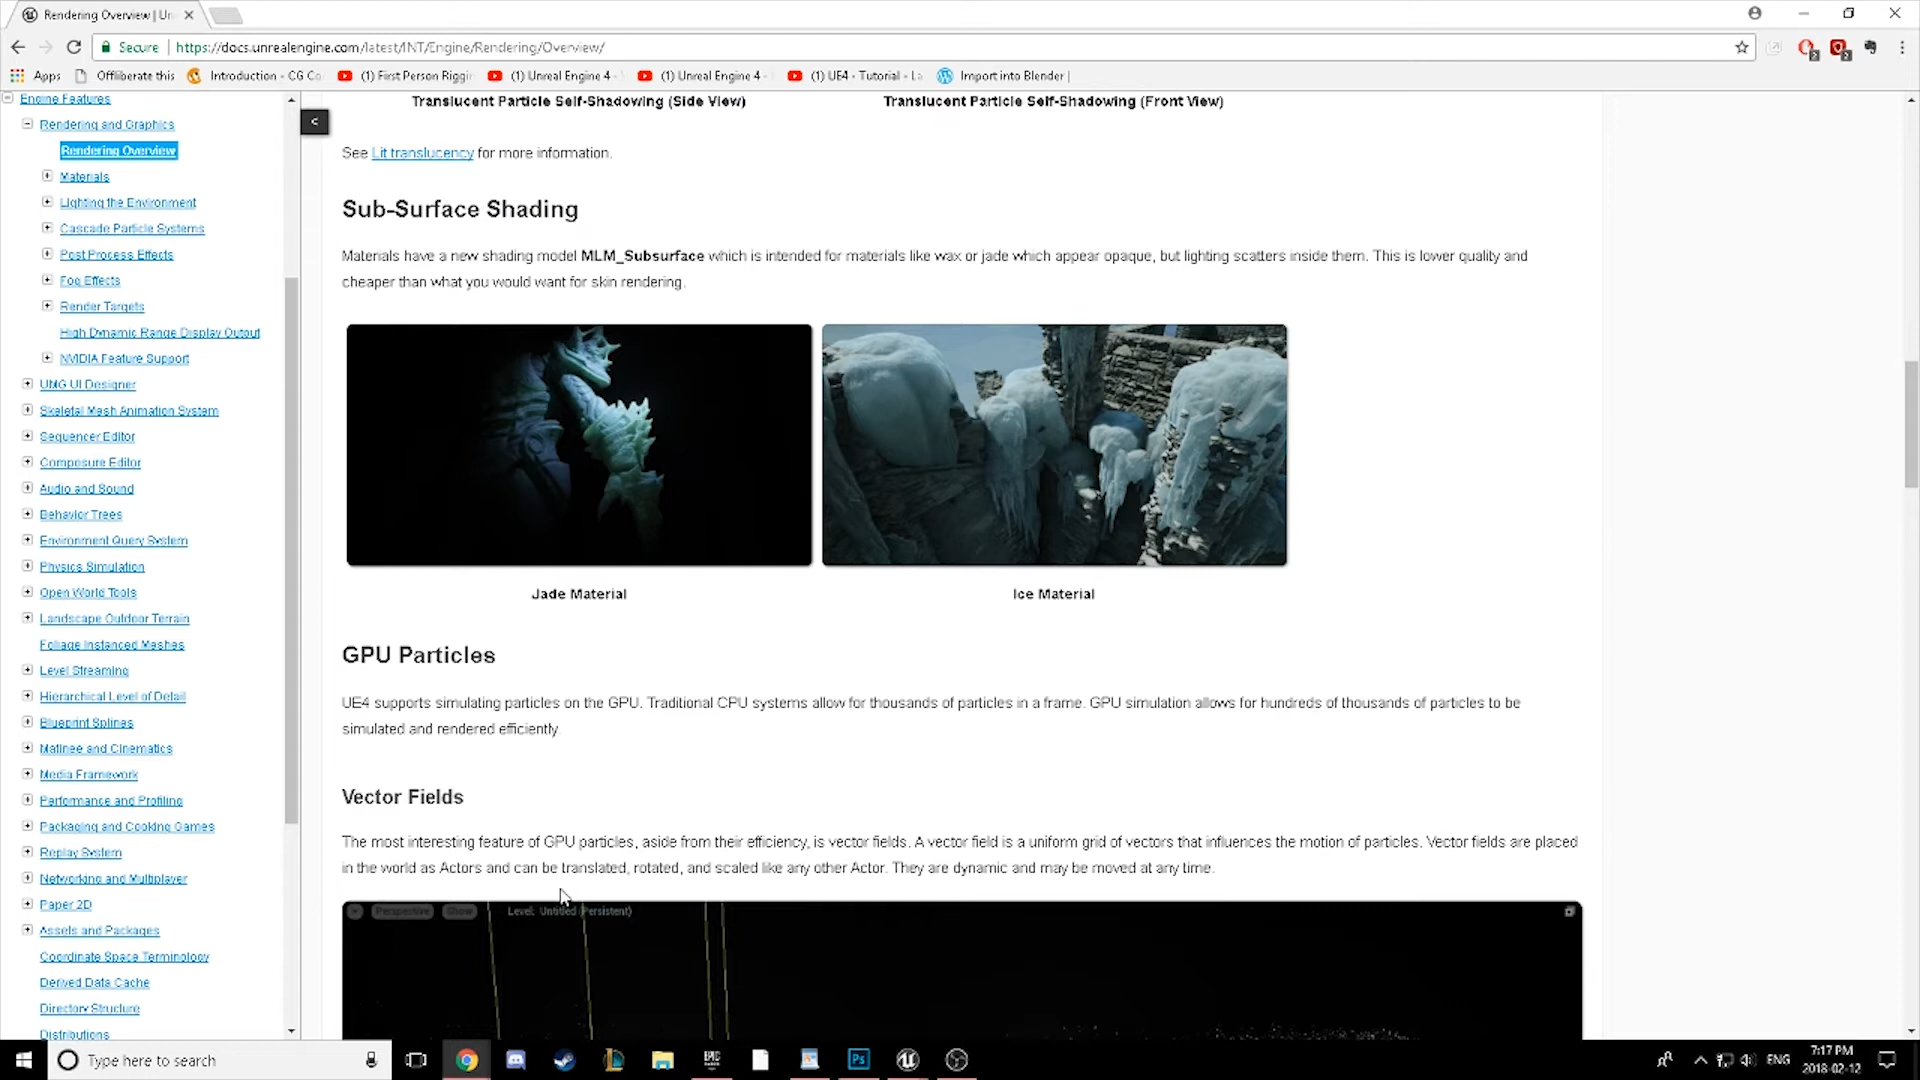 Rendering Overview | Un
Secure
https://docs.unrealengine.com/latest/INT/Engine/Rendering/Overview/
Apps
Offliberate this
Introduction - CG Co
(1) First Person Riggin
(1) Unreal Engine 4 -
(1) Unreal Engine 4 -
(1) UE4 - Tutorial - La
Import into Blender |
Engine Features
Rendering and Graphics
Rendering Overview
Materials
Lighting the Environment
Cascade Particle Systems
Post Process Effects
Fog Effects
Render Targets
High Dynamic Range Display Output
NVIDIA Feature Support
UMG UI Designer
Skeletal Mesh Animation System
Sequencer Editor
Composure Editor
Audio and Sound
Behavior Trees
Environment Query System
Physics Simulation
Open World Tools
Landscape Outdoor Terrain
Foliage Instanced Meshes
Level Streaming
Hierarchical Level of Detail
Blueprint Splines
Matinee and Cinematics
Media Framework
Performance and Profiling
Packaging and Cooking Games
Replay System
Networking and Multiplayer
Paper 2D
Assets and Packages
Coordinate Space Terminology
Derived Data Cache
Directory Structure
Distributions
<
Translucent Particle Self-Shadowing (Side View)
Translucent Particle Self-Shadowing (Front View)
See Lit translucency for more information.
Sub-Surface Shading
Materials have a new shading model MLM_Subsurface which is intended for materials like wax or jade which appear opaque, but lighting scatters inside them. This is lower quality and
cheaper than what you would want for skin rendering.
Jade Material
Ice Material
GPU Particles
UE4 supports simulating particles on the GPU. Traditional CPU systems allow for thousands of particles in a frame. GPU simulation allows for hundreds of thousands of particles to be
simulated and rendered efficiently.
Vector Fields
The most interesting feature of GPU particles, aside from their efficiency, is vector fields. A vector field is a uniform grid of vectors that influences the motion of particles. Vector fields are placed
in the world as Actors and can be translated, rotated, and scaled like any other Actor. They are dynamic and may be moved at any time.
Perspective
Show
Level: Untitled (Persistent)
Type here to search
EPIC
Ps
ENG
7:17 PM
2018-02-12